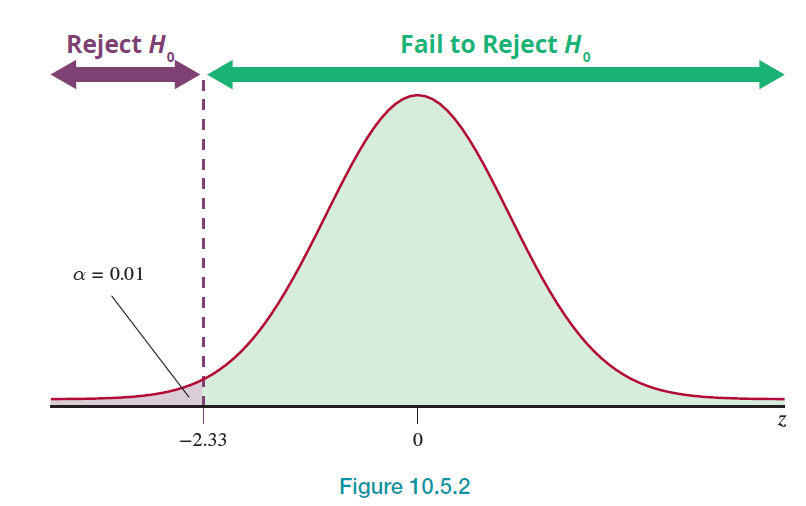 Reject H₀
Fail to Reject H₀
α = 0.01
−2.33
0
z
Figure 10.5.2